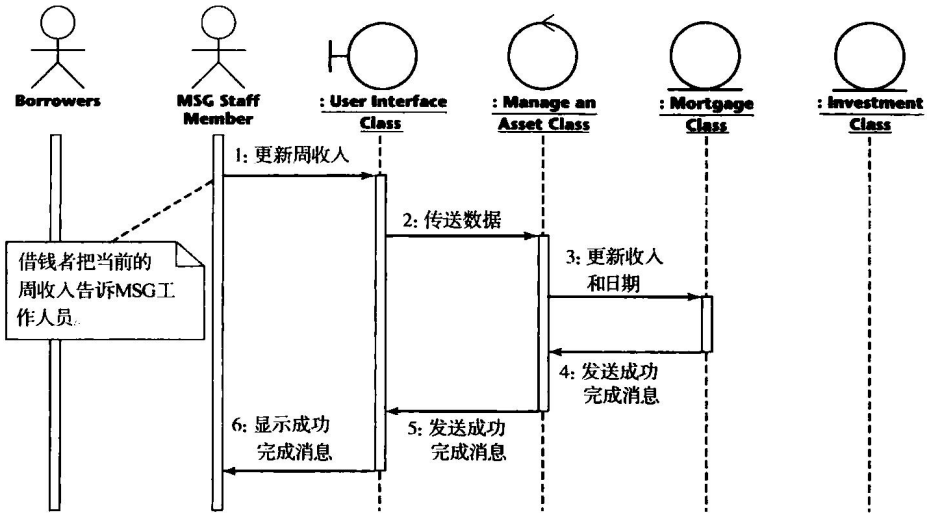 Borrowers
MSG Staff
Member
: User Interface
Class
: Manage an
Asset Class
: Mortgage
Class
: Investment
Class
1: 更新周收入
2: 传送数据
借钱者把当前的
周收入告诉MSG工
作人员.
3: 更新收入
和日期
4: 发送成功
完成消息
6: 显示成功
完成消息
5: 发送成功
完成消息